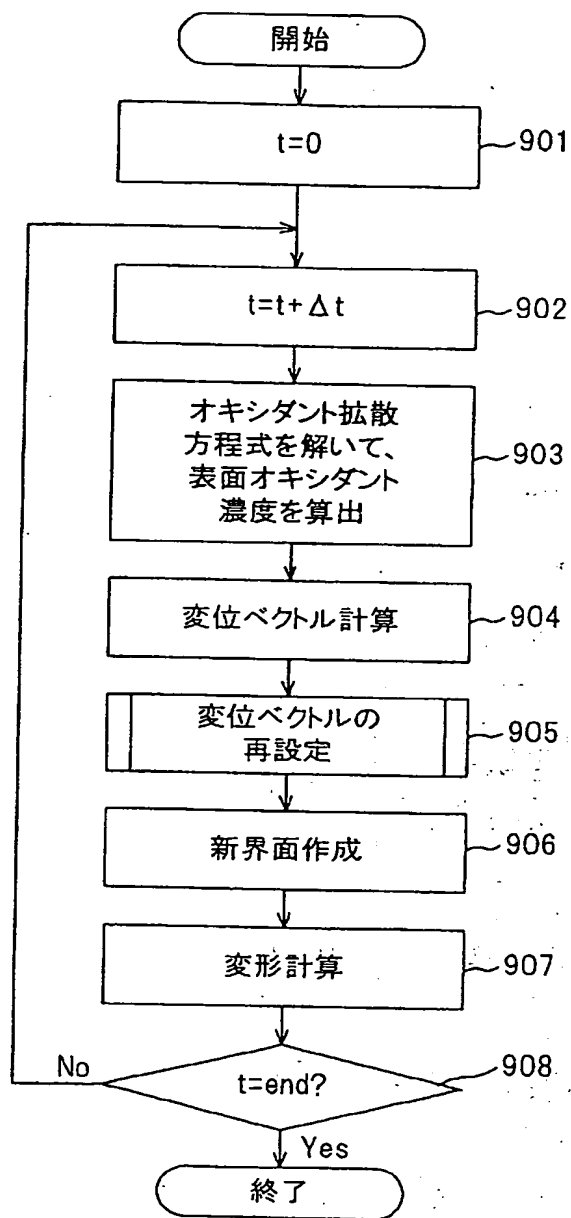 開始
t=0
901
t=t+Δt
902
オキシダント拡散
方程式を解いて、
表面オキシダント
濃度を算出
903
変位ベクトル計算
904
変位ベクトルの
再設定
905
新界面作成
906
変形計算
907
No
t=end?
908
Yes
終了